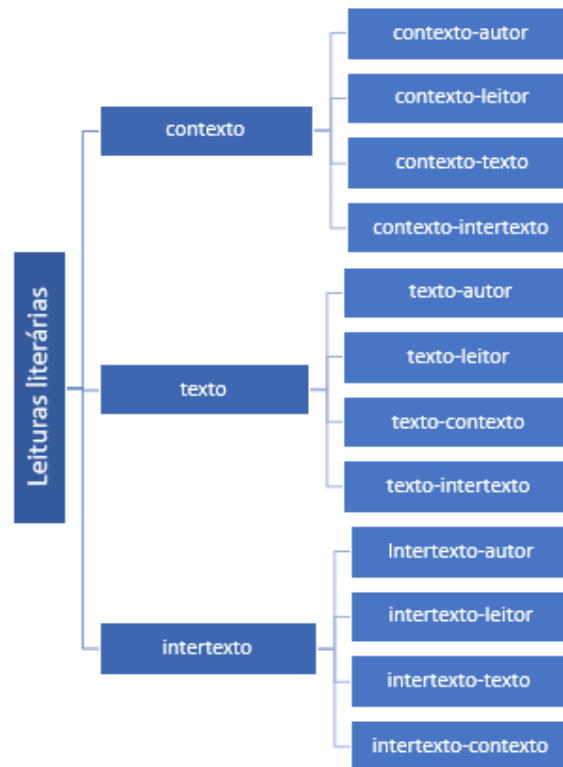 Leituras literárias
contexto
contexto-autor
contexto-leitor
contexto-texto
contexto-intertexto
texto
texto-autor
texto-leitor
texto-contexto
texto-intertexto
intertexto
Intertexto-autor
intertexto-leitor
intertexto-texto
intertexto-contexto